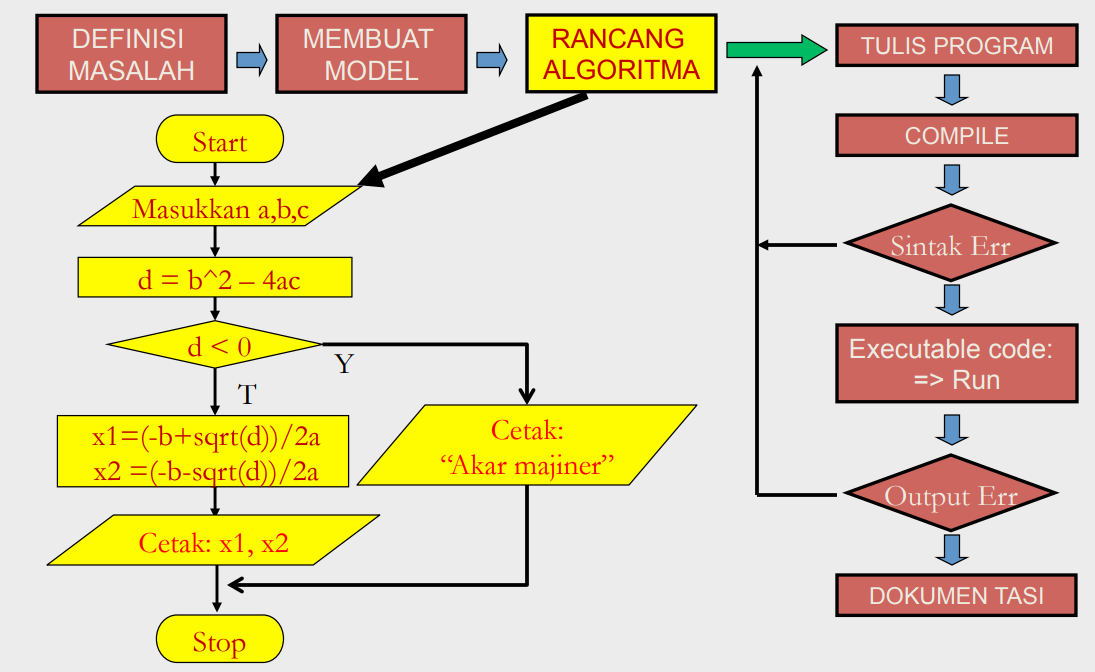 DEFINISI
MASALAH
MEMBUAT
MODEL
RANCANG
ALGORITMA
TULIS PROGRAM
COMPILE
Sintak Err
Executable code:
=> Run
Output Err
DOKUMEN TASI
Start
Masukkan a,b,c
d = b^2 – 4ac
d < 0
Y
T
x1=(-b+sqrt(d))/2a
x2 =(-b-sqrt(d))/2a
Cetak:
“Akar majiner”
Cetak: x1, x2
Stop